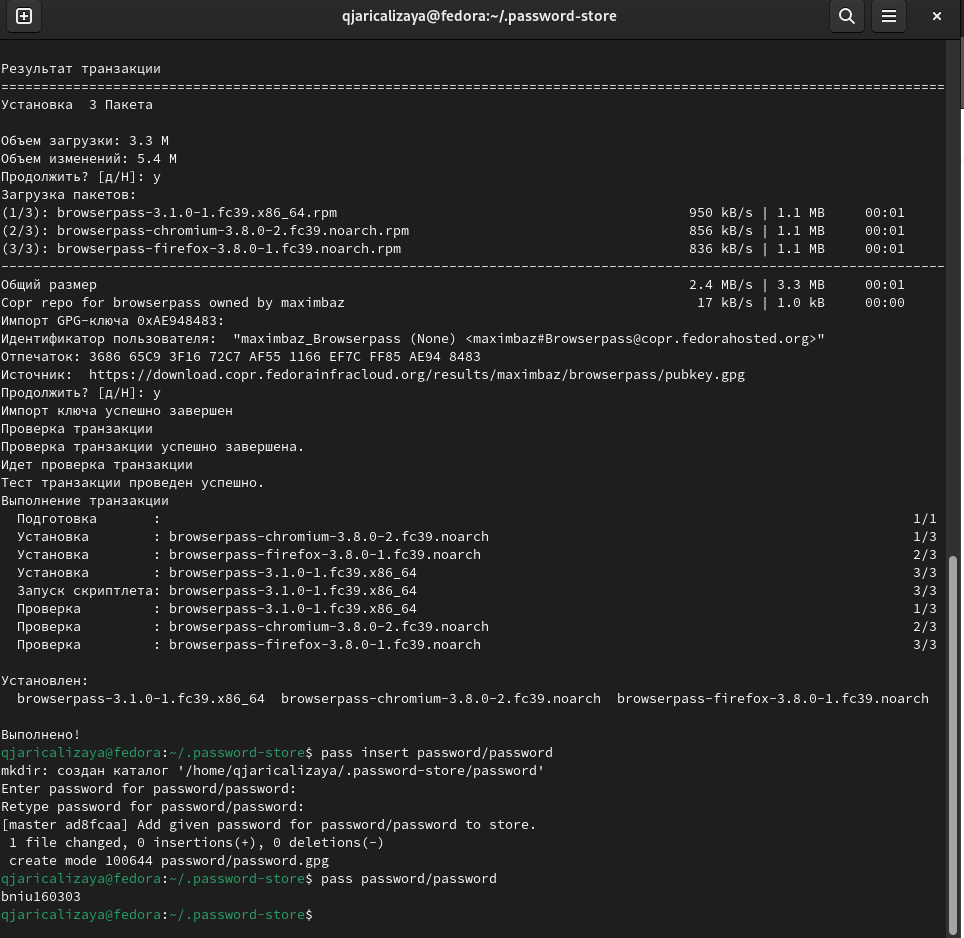 qjaricalizaya@fedora:~/.password-store
Результат транзакции
================================================================================
Установка  3 Пакета
Объем загрузки: 3.3 M
Объем изменений: 5.4 M
Продолжить? [д/Н]: y
Загрузка пакетов:
(1/3): browserpass-3.1.0-1.fc39.x86_64.rpm 950 kB/s | 1.1 MB 00:01
(2/3): browserpass-chromium-3.8.0-2.fc39.noarch.rpm 856 kB/s | 1.1 MB 00:01
(3/3): browserpass-firefox-3.8.0-1.fc39.noarch.rpm 836 kB/s | 1.1 MB 00:01
--------------------------------------------------------------------------------
Общий размер 2.4 MB/s | 3.3 MB 00:01
Copr repo for browserpass owned by maximbaz 17 kB/s | 1.0 kB 00:00
Импорт GPG-ключа 0xAE948483:
Идентификатор пользователя:  "maximbaz_Browserpass (None) <maximbaz#Browserpass@copr.fedorahosted.org>"
Отпечаток: 3686 65C9 3F16 72C7 AF55 1166 EF7C FF85 AE94 8483
Источник:  https://download.copr.fedorainfracloud.org/results/maximbaz/browserpass/pubkey.gpg
Продолжить? [д/Н]: y
Импорт ключа успешно завершен
Проверка транзакции
Проверка транзакции успешно завершена.
Идет проверка транзакции
Тест транзакции проведен успешно.
Выполнение транзакции
Подготовка       : 1/1
Установка        : browserpass-chromium-3.8.0-2.fc39.noarch 1/3
Установка        : browserpass-firefox-3.8.0-1.fc39.noarch 2/3
Установка        : browserpass-3.1.0-1.fc39.x86_64 3/3
Запуск скриптлета: browserpass-3.1.0-1.fc39.x86_64 3/3
Проверка         : browserpass-3.1.0-1.fc39.x86_64 1/3
Проверка         : browserpass-chromium-3.8.0-2.fc39.noarch 2/3
Проверка         : browserpass-firefox-3.8.0-1.fc39.noarch 3/3
Установлен:
browserpass-3.1.0-1.fc39.x86_64  browserpass-chromium-3.8.0-2.fc39.noarch  browserpass-firefox-3.8.0-1.fc39.noarch
Выполнено!
qjaricalizaya@fedora:~/.password-store$ pass insert password/password
mkdir: создан каталог '/home/qjaricalizaya/.password-store/password'
Enter password for password/password:
Retype password for password/password:
[master ad8fcaa] Add given password for password/password to store.
1 file changed, 0 insertions(+), 0 deletions(-)
create mode 100644 password/password.gpg
qjaricalizaya@fedora:~/.password-store$ pass password/password
bniu160303
qjaricalizaya@fedora:~/.password-store$